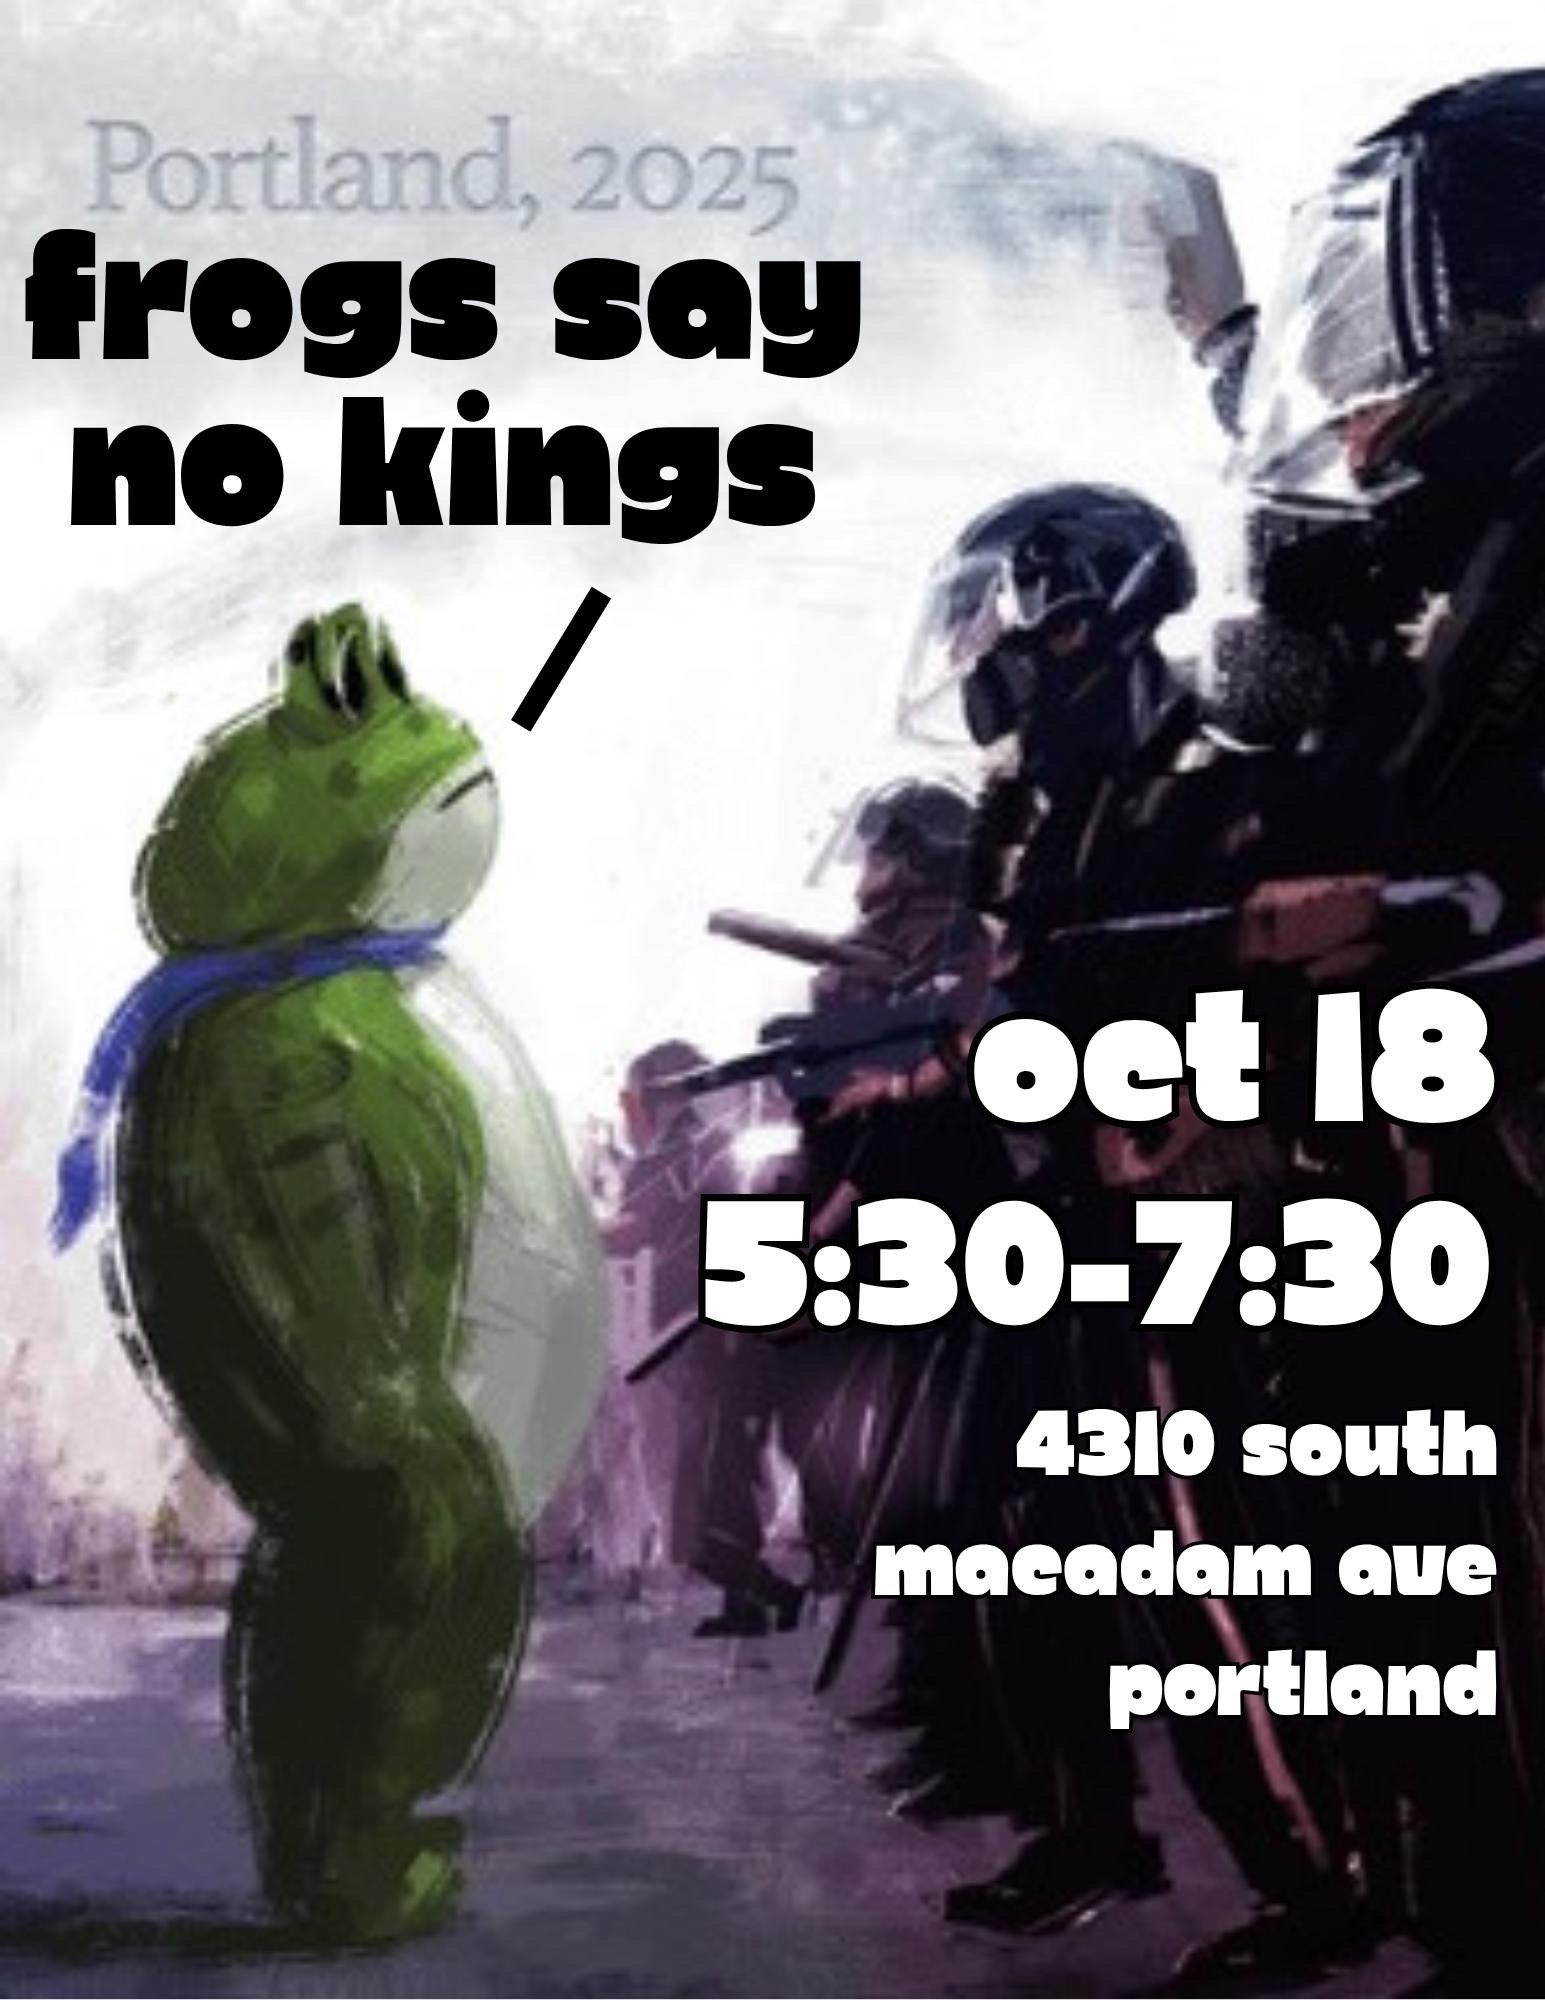 Portland, 2025
frogs say
no kings
oct 18
5:30-7:30
4310 south
macadam ave
portland